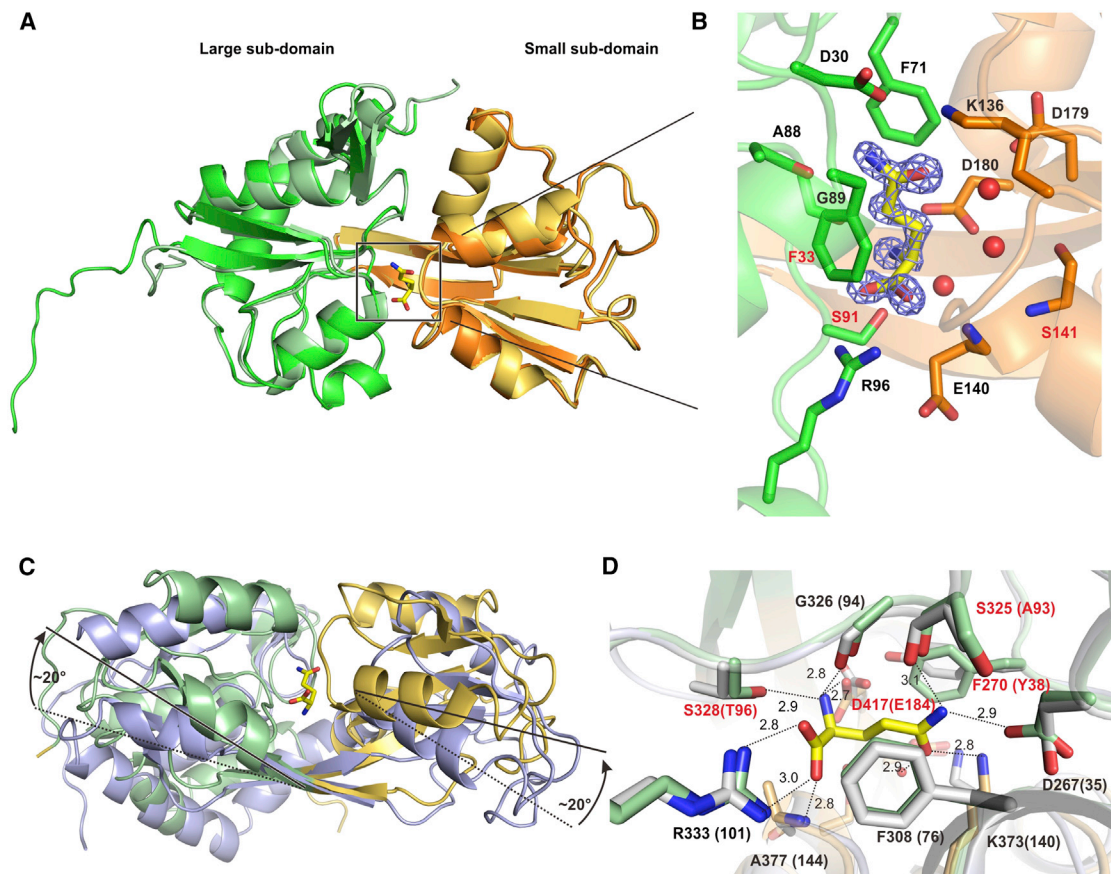 A
Large sub-domain
Small sub-domain
B
D30
F71
K136
D179
A88
D180
G89
F33
S91
S141
R96
E140
C
~20°
~20°
D
G326 (94)
S325 (A93)
2.8
3.1
F270 (Y38)
2.7
S328(T96)
2.9
D417(E184)
2.9
2.8
2.8
2.9
D267(35)
3.0
2.8
F308 (76)
R333 (101)
K373(140)
A377 (144)